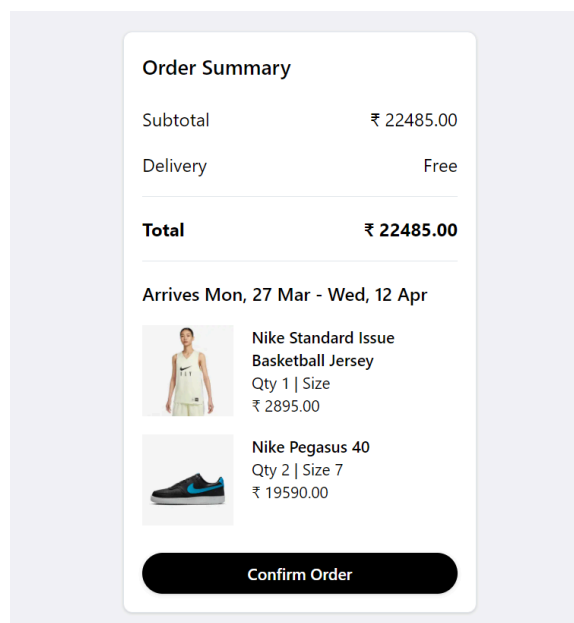 Order Summary
Subtotal ₹ 22485.00
Delivery Free
Total ₹ 22485.00
Arrives Mon, 27 Mar - Wed, 12 Apr
Nike Standard Issue
Basketball Jersey
Qty 1 | Size
₹ 2895.00
Nike Pegasus 40
Qty 2 | Size 7
₹ 19590.00
Confirm Order